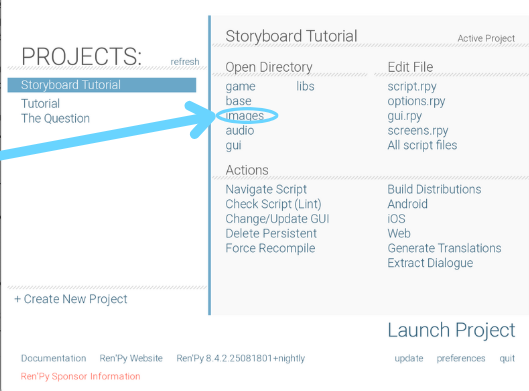 PROJECTS: refresh
Storyboard Tutorial
Tutorial
The Question
+ Create New Project
Storyboard Tutorial Active Project
Open Directory
game libs
base
images
audio
gui
Edit File
script.rpy
options.rpy
gui.rpy
screens.rpy
All script files
Actions
Navigate Script
Check Script (Lint)
Change/Update GUI
Delete Persistent
Force Recompile
Build Distributions
Android
iOS
Web
Generate Translations
Extract Dialogue
Launch Project
Documentation Ren'Py Website Ren'Py 8.4.2.25081801+nightly update preferences quit
Ren'Py Sponsor Information